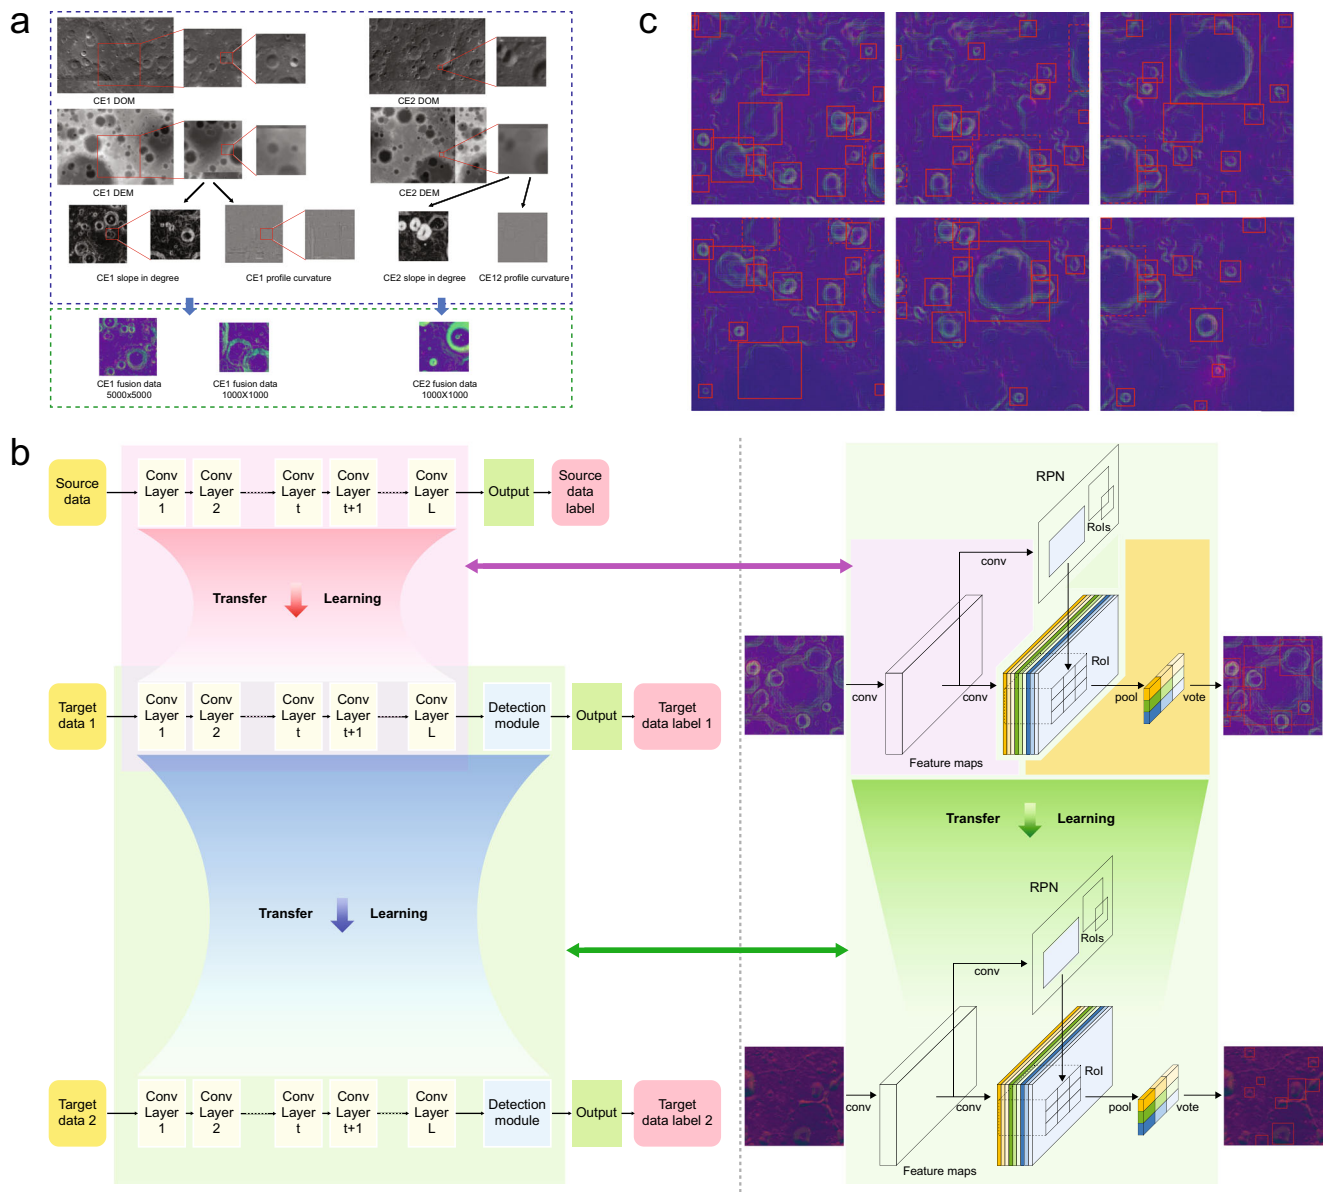 a
CE1 DOM
CE2 DOM
CE1 DEM
CE2 DEM
CE1 slope in degree
CE1 profile curvature
CE2 slope in degree
CE12 profile curvature
CE1 fusion data
5000x5000
CE1 fusion data
1000X1000
CE2 fusion data
1000X1000
c
b
Source
data
Conv
Layer
1
Conv
Layer
2
Conv
Layer
t
Conv
Layer
t+1
Conv
Layer
L
Output
Source
data
label
Transfer
Learning
Target
data 1
Conv
Layer
1
Conv
Layer
2
Conv
Layer
t
Conv
Layer
t+1
Conv
Layer
L
Detection
module
Output
Target
data label 1
Transfer
Learning
Target
data 2
Conv
Layer
1
Conv
Layer
2
Conv
Layer
t
Conv
Layer
t+1
Conv
Layer
L
Detection
module
Output
Target
data label 2
RPN
RoIs
conv
RoI
conv
conv
pool
vote
Feature maps
Transfer
Learning
RPN
RoIs
conv
RoI
conv
conv
pool
vote
Feature maps